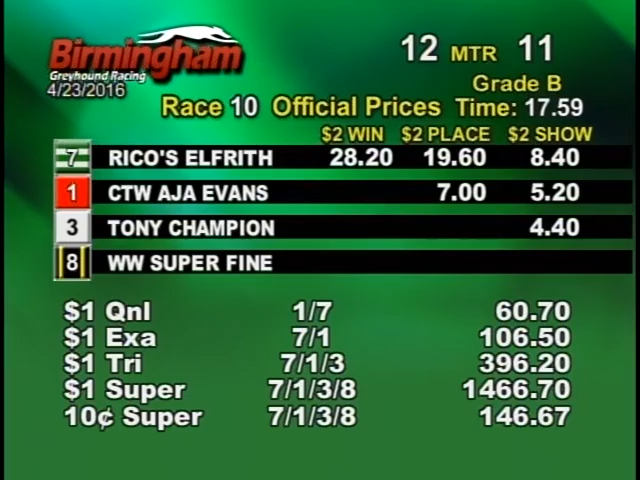 Birmingham
Greyhound Racing
4/23/2016
12 MTR 11
Grade B
Race 10 Official Prices Time: 17.59
$2 WIN $2 PLACE $2 SHOW
7 RICO'S ELFRITH 28.20 19.60 8.40
1 CTW AJA EVANS 7.00 5.20
3 TONY CHAMPION 4.40
8 WW SUPER FINE
$1 Qnl 1/7 60.70
$1 Exa 7/1 106.50
$1 Tri 7/1/3 396.20
$1 Super 7/1/3/8 1466.70
10¢ Super 7/1/3/8 146.67